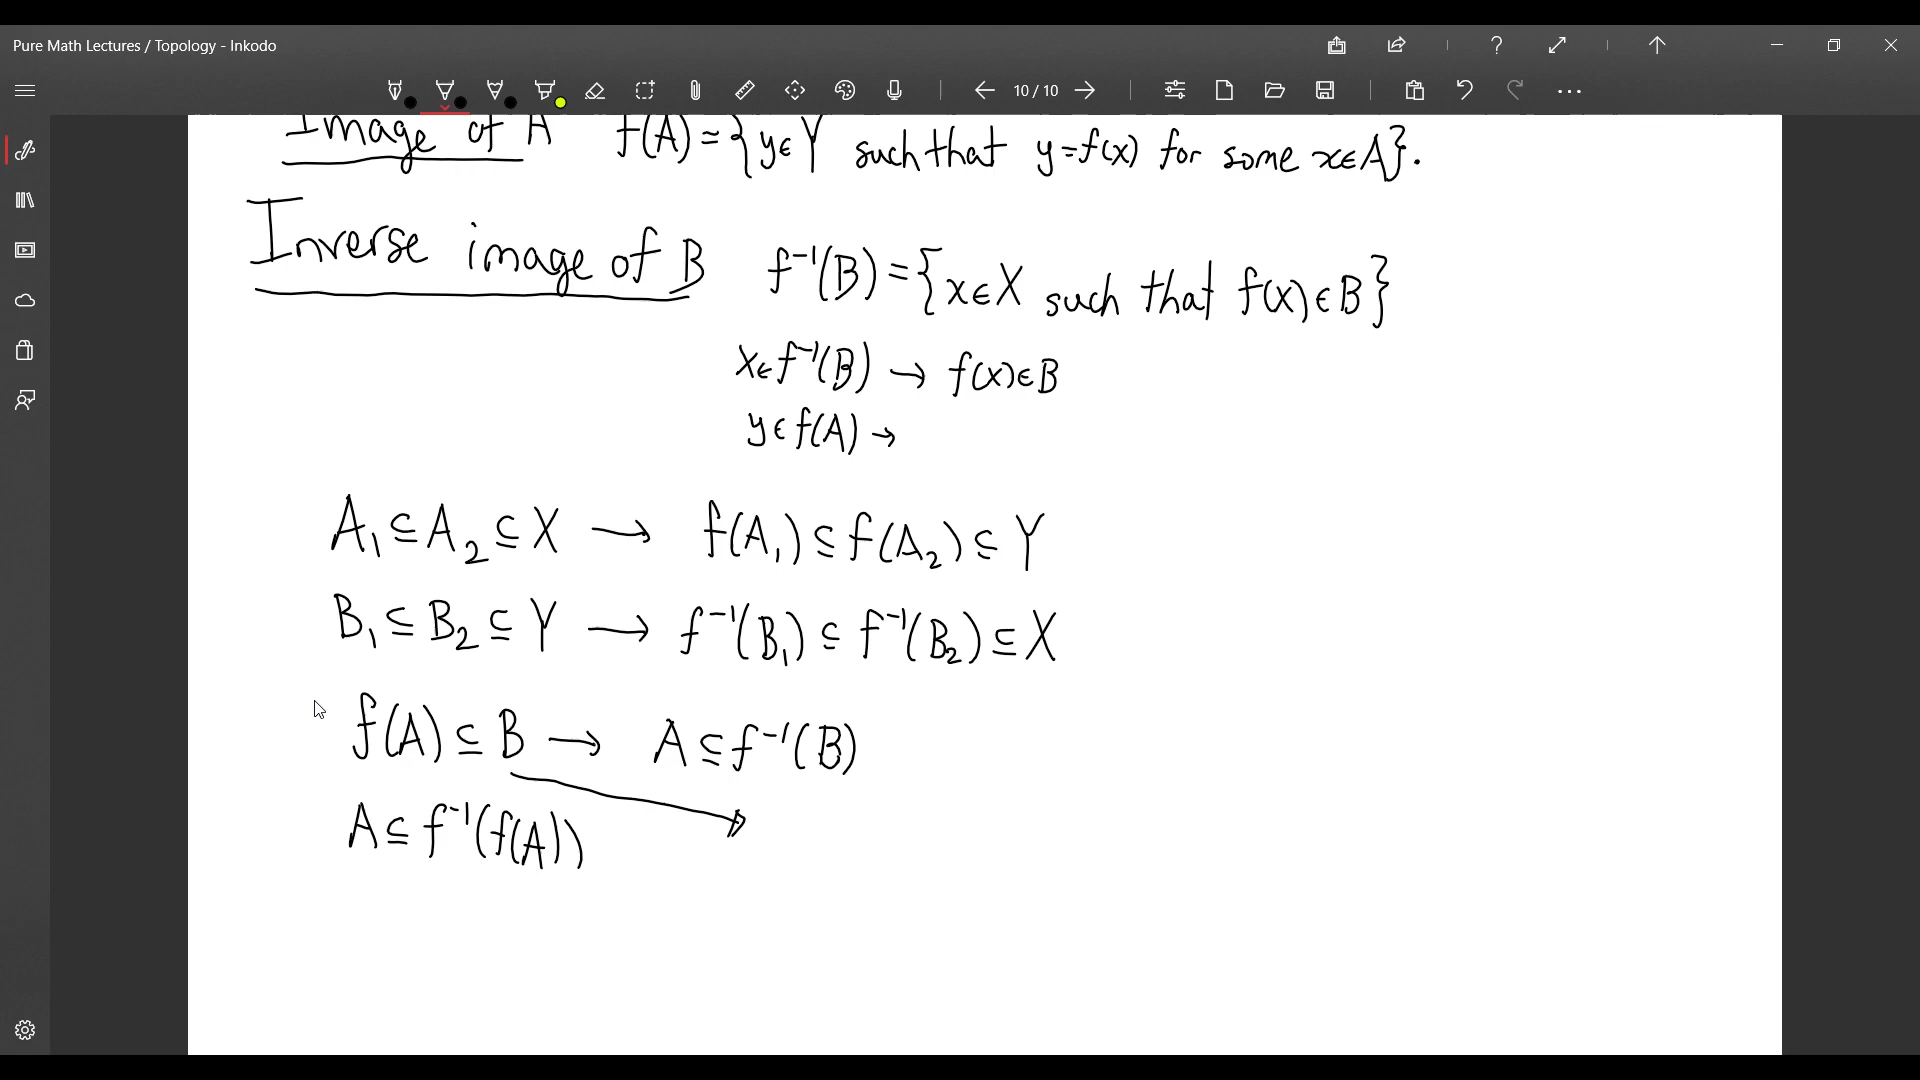 Pure Math Lectures / Topology - Inkodo
10 / 10
Image of A f(A) = {y∈Y such that y=f(x) for some x∈A}.
Inverse image of B f⁻¹(B) = {x∈X such that f(x)∈B}
x∈f⁻¹(B) → f(x)∈B
y∈f(A) →
A₁⊆A₂⊆X → f(A₁)⊆f(A₂)⊆Y
B₁⊆B₂⊆Y → f⁻¹(B₁)⊆f⁻¹(B₂)⊆X
f(A)⊆B → A⊆f⁻¹(B)
A⊆f⁻¹(f(A))